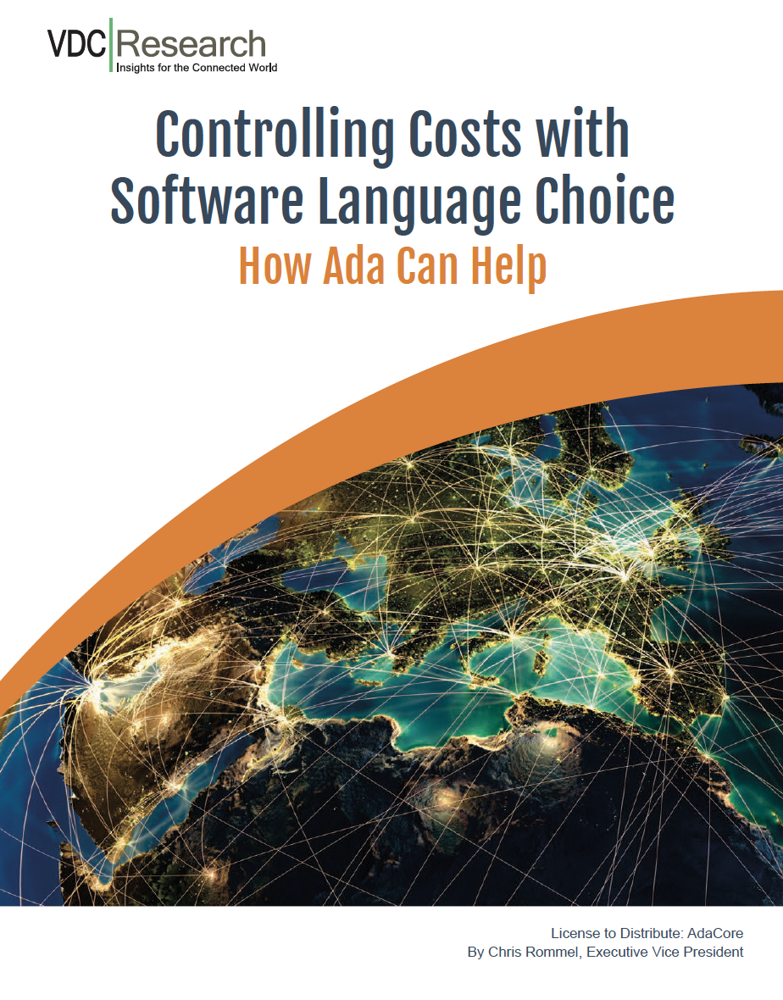 VDC Research
Insights for the Connected World
Controlling Costs with
Software Language Choice
How Ada Can Help
License to Distribute: AdaCore
By Chris Rommel, Executive Vice President